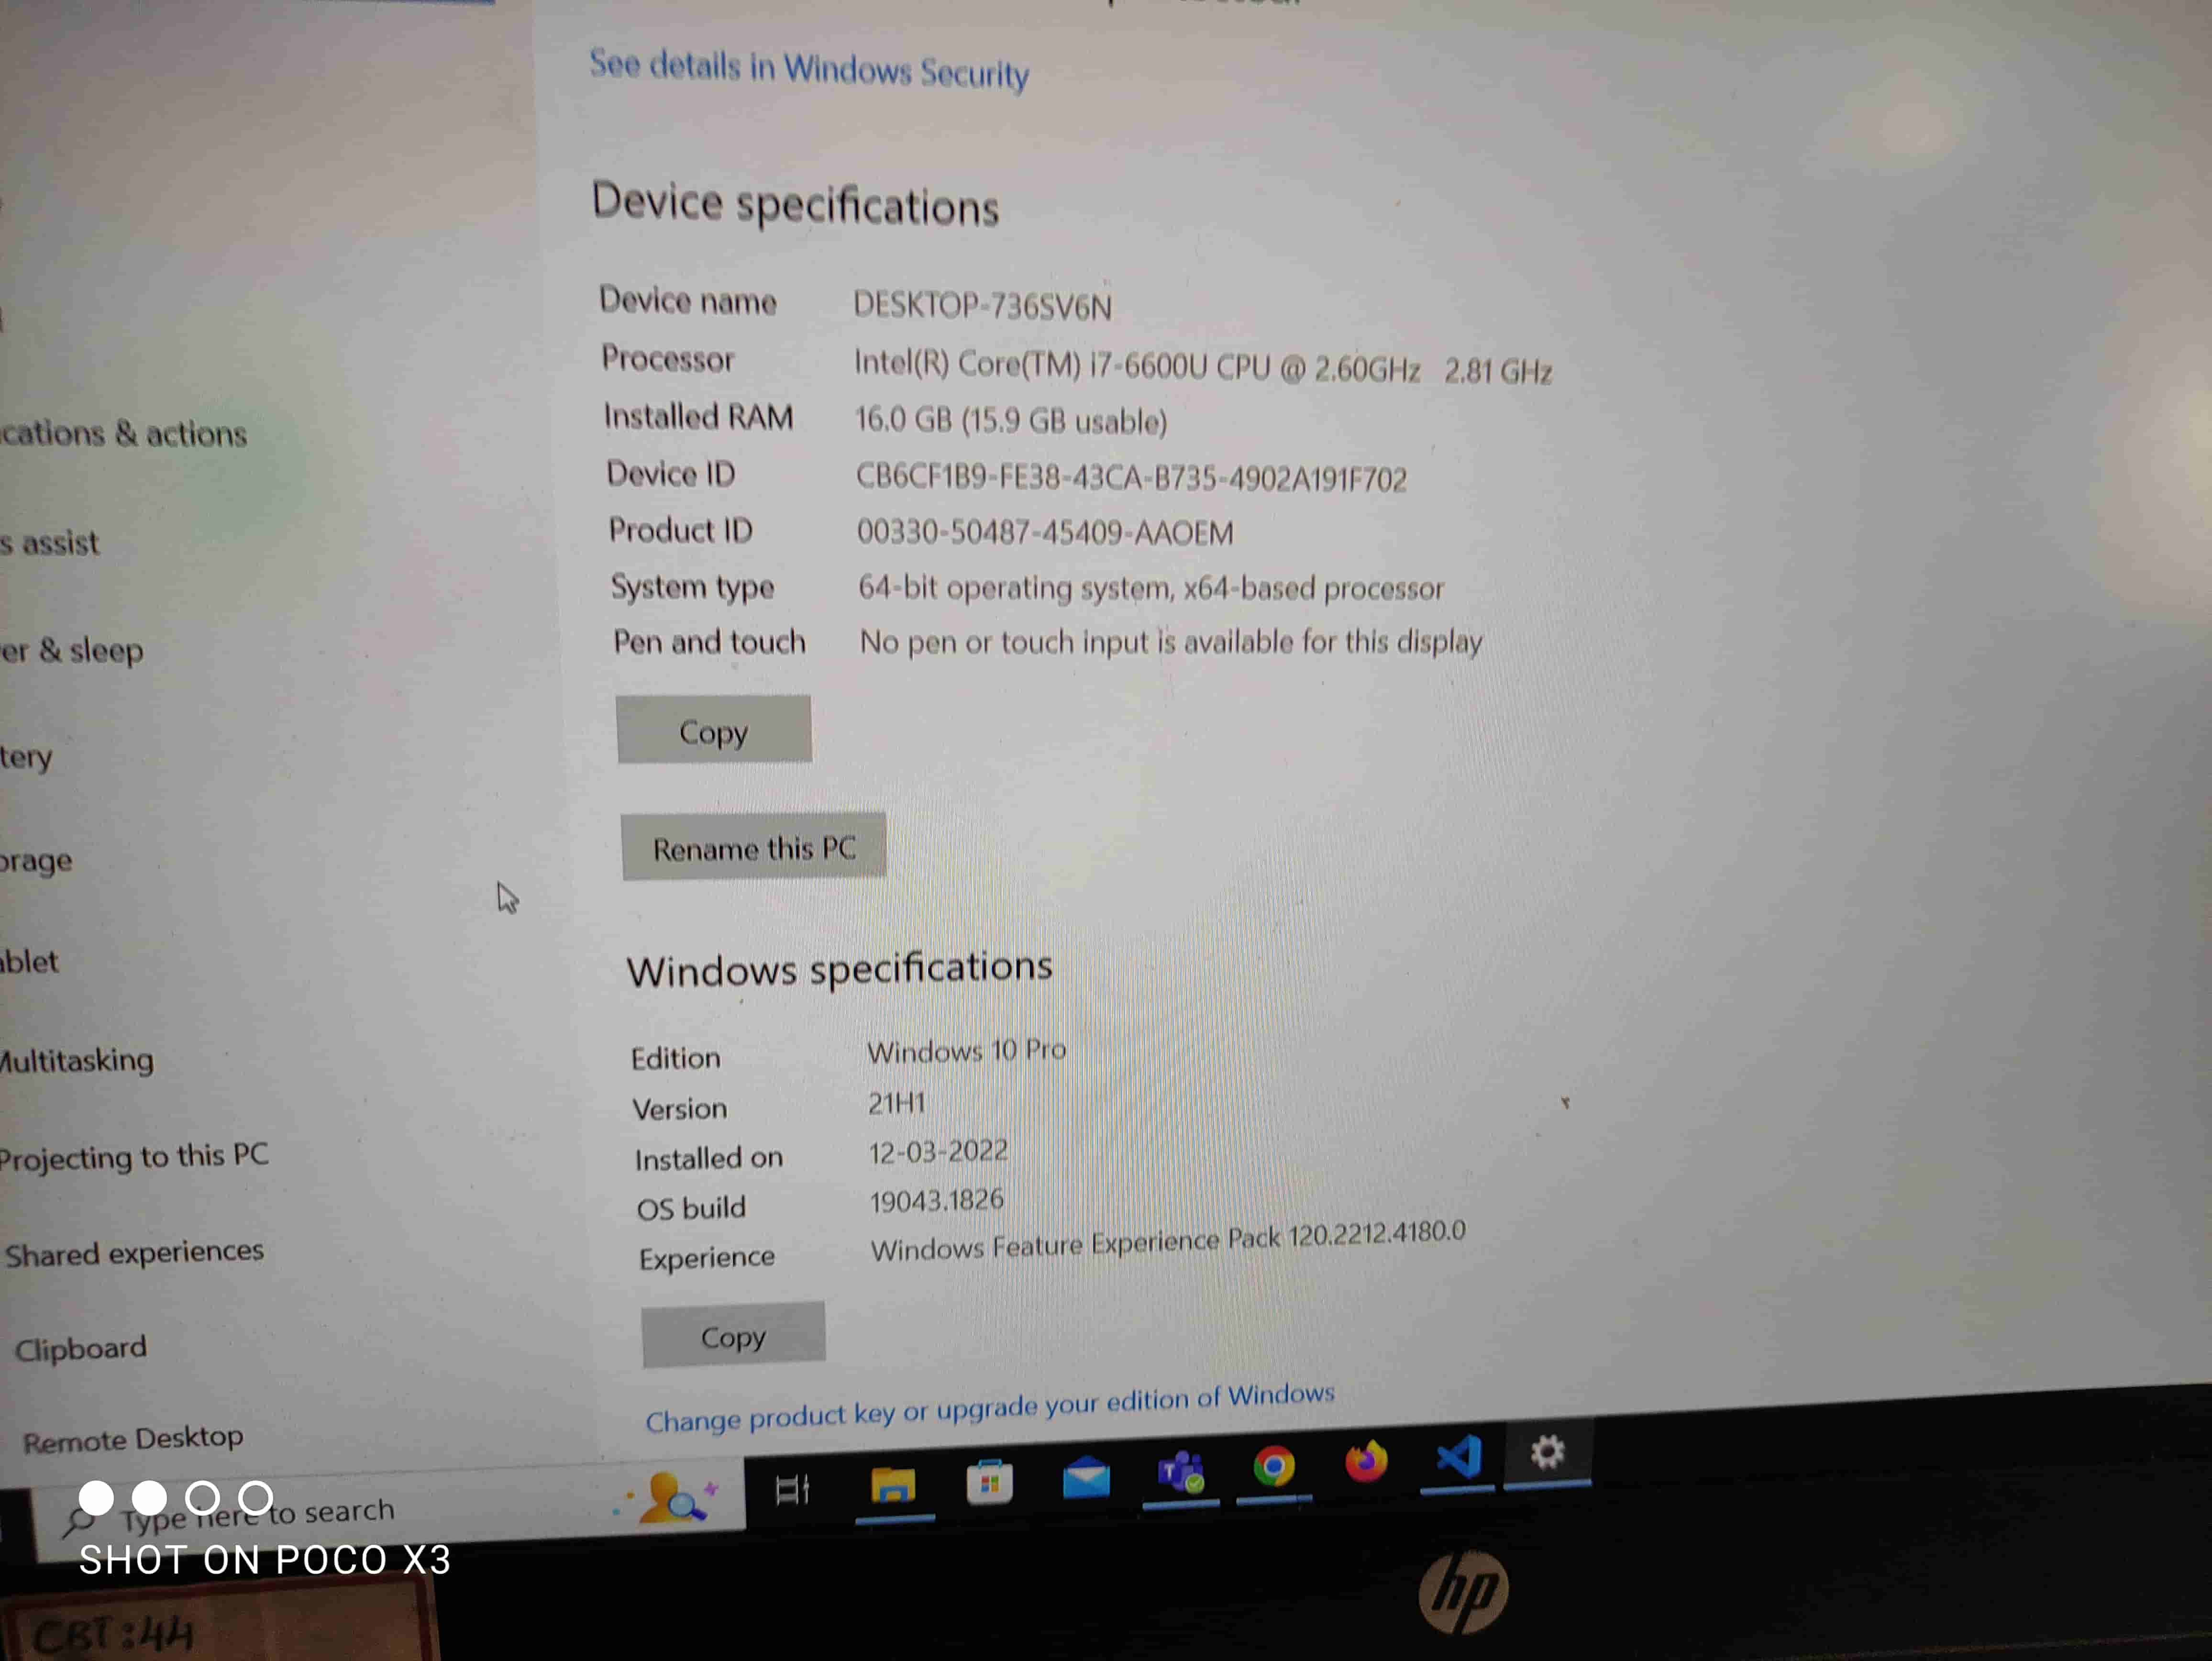 See details in Windows Security
Device specifications
Device name DESKTOP-736SV6N
Processor Intel(R) Core(TM) i7-6600U CPU @ 2.60GHz 2.81 GHz
Installed RAM 16.0 GB (15.9 GB usable)
Device ID CB6CF1B9-FE38-43CA-B735-4902A191F702
Product ID 00330-50487-45409-AAOEM
System type 64-bit operating system, x64-based processor
Pen and touch No pen or touch input is available for this display
Copy
Rename this PC
Windows specifications
Edition Windows 10 Pro
Version 21H1
Installed on 12-03-2022
OS build 19043.1826
Experience Windows Feature Experience Pack 120.2212.4180.0
Copy
Change product key or upgrade your edition of Windows
cations & actions
s assist
er & sleep
tery
orage
ablet
Multitasking
Projecting to this PC
Shared experiences
Clipboard
Remote Desktop
Type here to search
SHOT ON POCO X3
CBT:44
hp